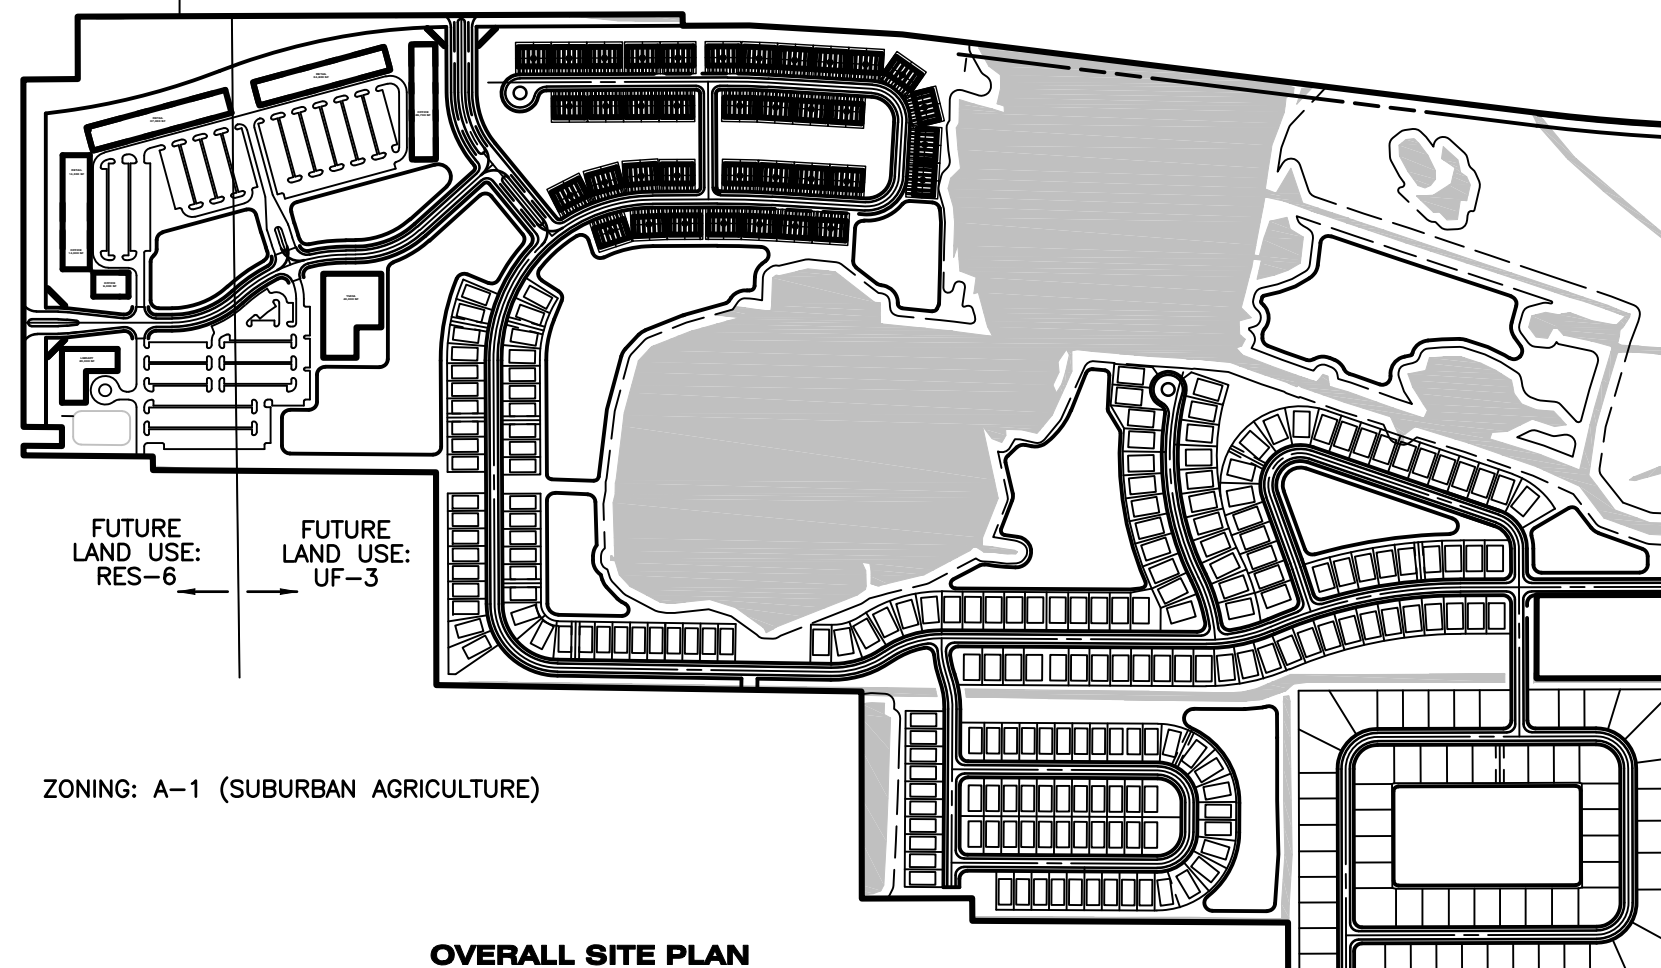 FUTURE
LAND USE:
RES-6
FUTURE
LAND USE:
UF-3
ZONING: A-1 (SUBURBAN AGRICULTURE)
OVERALL SITE PLAN